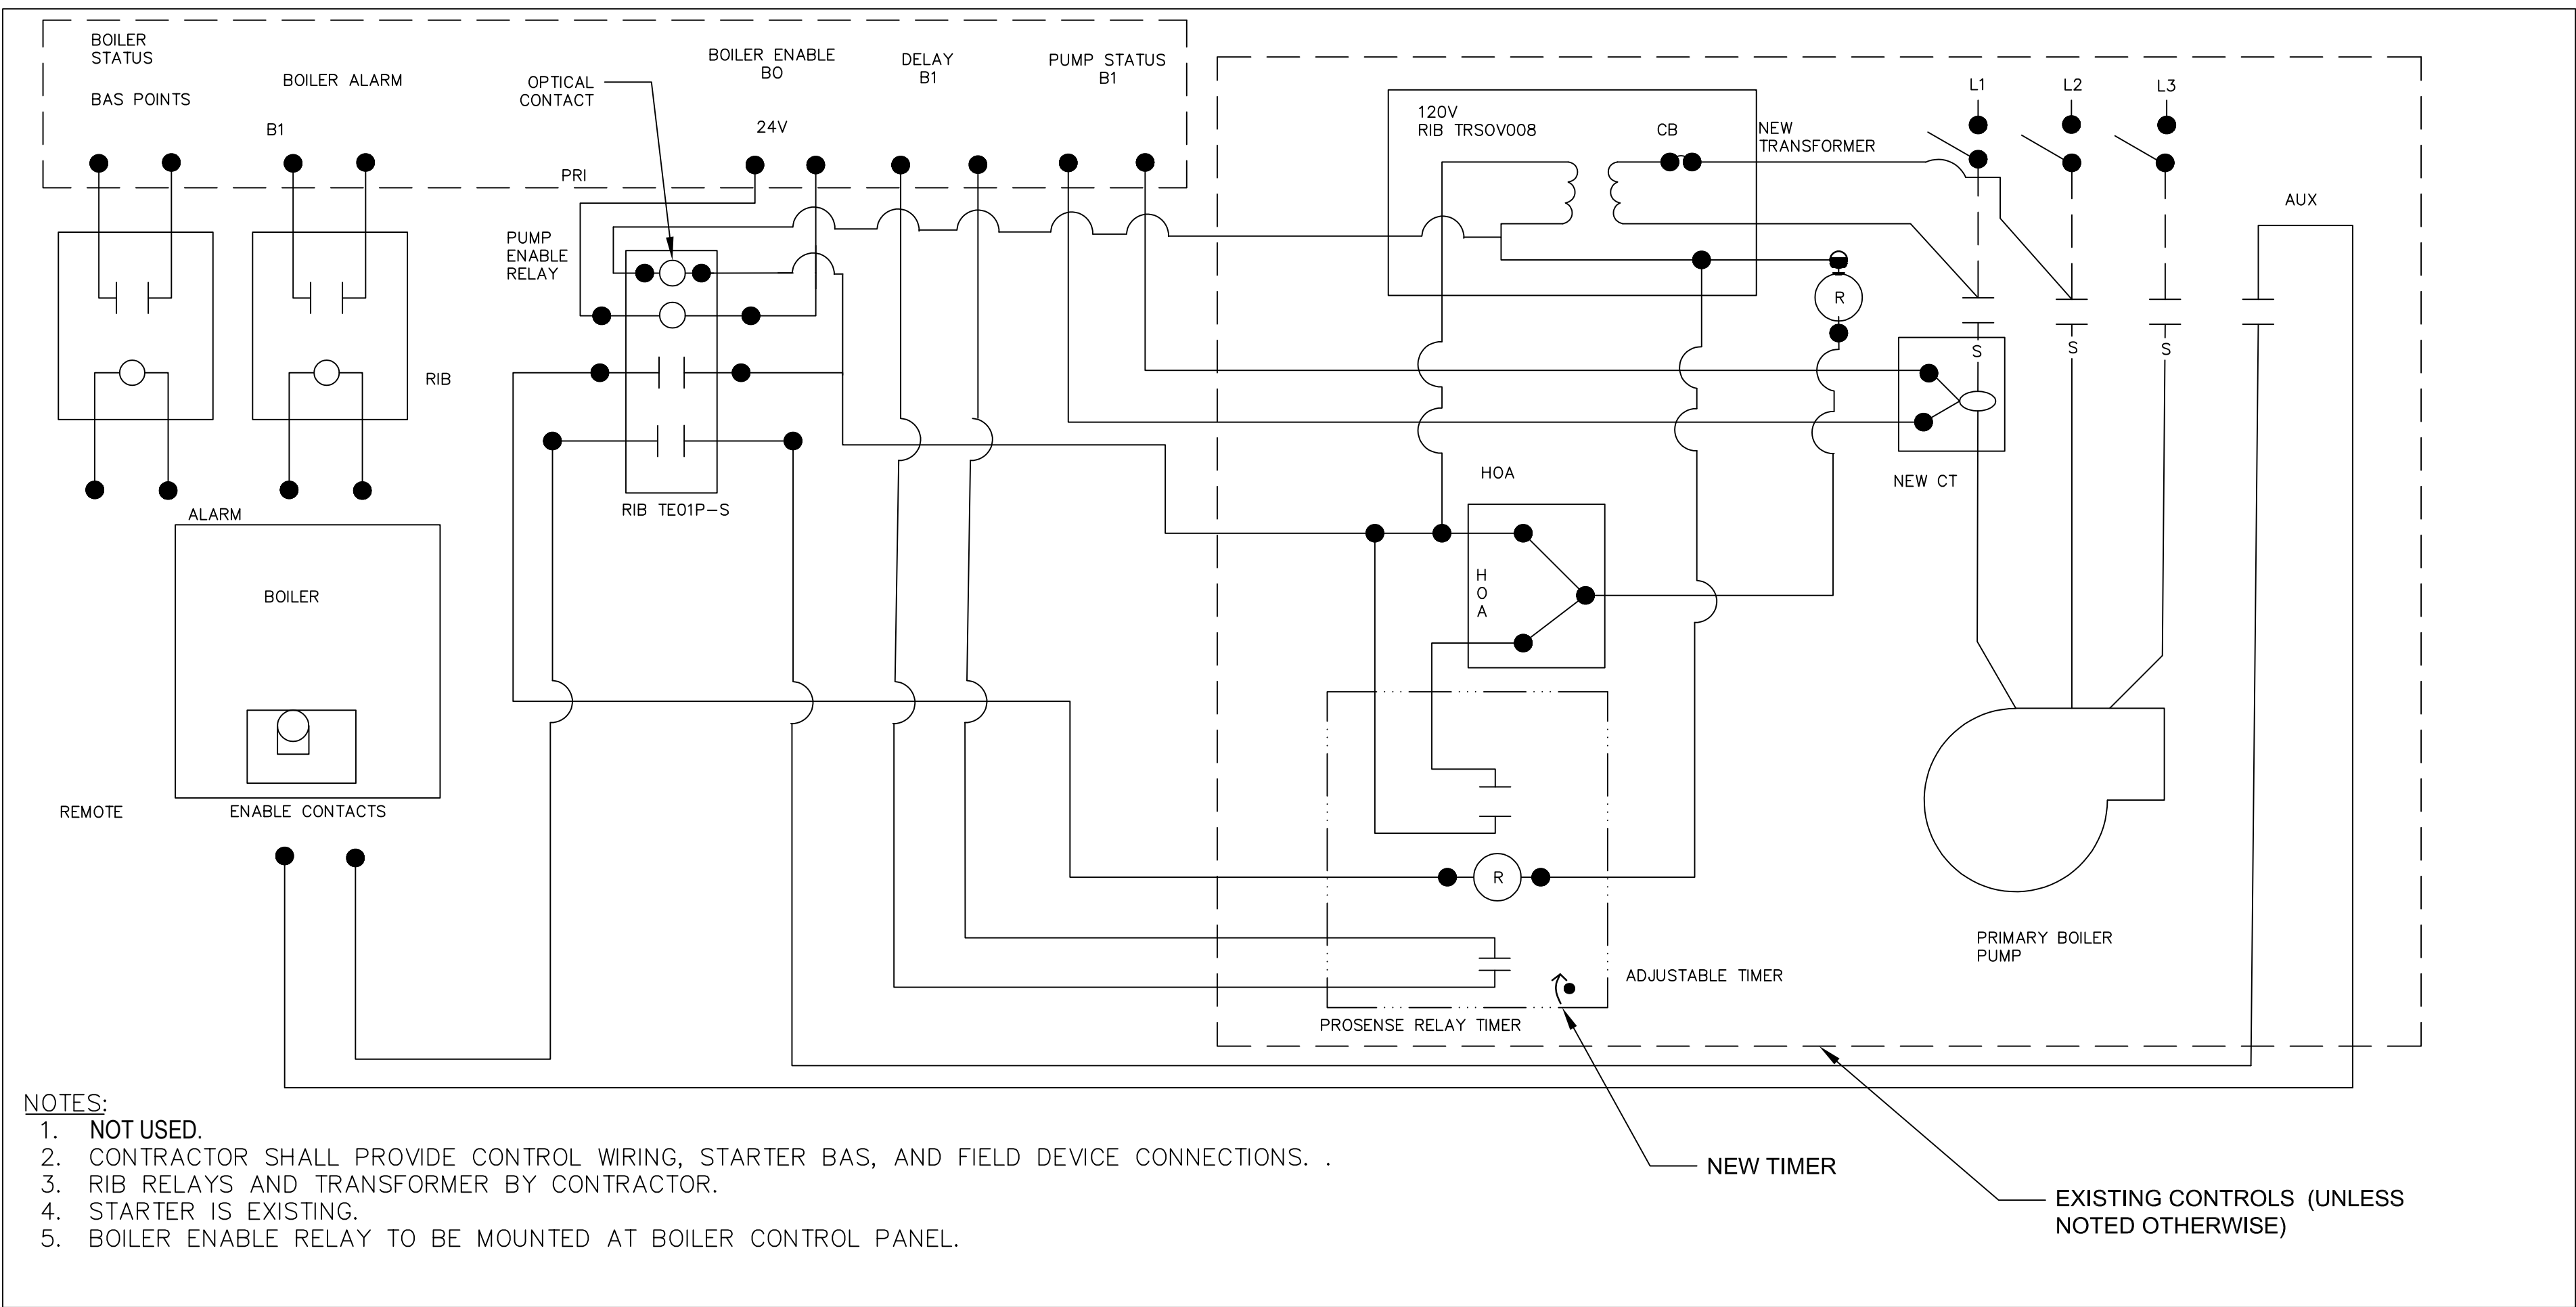 BOILER
STATUS
BAS POINTS
BOILER ALARM
B1
OPTICAL
CONTACT
BOILER ENABLE
BO
24V
DELAY
B1
PUMP STATUS
B1
PRI
PUMP
ENABLE
RELAY
RIB
RIB TE01P-S
120V
RIB TRSOV008
CB
NEW
TRANSFORMER
L1
L2
L3
AUX
R
S
S
S
NEW CT
HOA
H
O
A
ALARM
BOILER
REMOTE
ENABLE CONTACTS
R
ADJUSTABLE TIMER
PROSENSE RELAY TIMER
PRIMARY BOILER
PUMP
NEW TIMER
EXISTING CONTROLS (UNLESS
NOTED OTHERWISE)
NOTES:
1. NOT USED.
2. CONTRACTOR SHALL PROVIDE CONTROL WIRING, STARTER BAS, AND FIELD DEVICE CONNECTIONS. .
3. RIB RELAYS AND TRANSFORMER BY CONTRACTOR.
4. STARTER IS EXISTING.
5. BOILER ENABLE RELAY TO BE MOUNTED AT BOILER CONTROL PANEL.